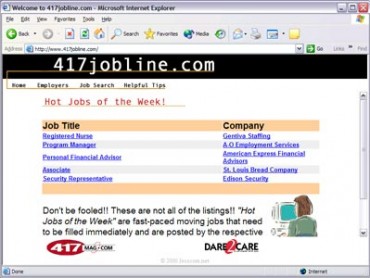 Welcome to 417jobline.com - Microsoft Internet Explorer
File Edit View Favorites Tools Help
Back Search Favorites Media
Address http://www.417jobline.com/ Go Links
417jobline.com
Home Employers Job Search Helpful Tips
Hot Jobs of the Week!
Job Title Company
Registered Nurse Gentiva Staffing
Program Manager A-O Employment Services
Personal Financial Advisor American Express Financial Advisors
Associate St. Louis Bread Company
Security Representative Edison Security
Don't be fooled!! These are not all of the listings!! "Hot
Jobs of the Week" are fast-paced moving jobs that need
to be filled immediately and are posted by the respective
417 MAG.COM DARE2CARE
© 2000
Done Internet